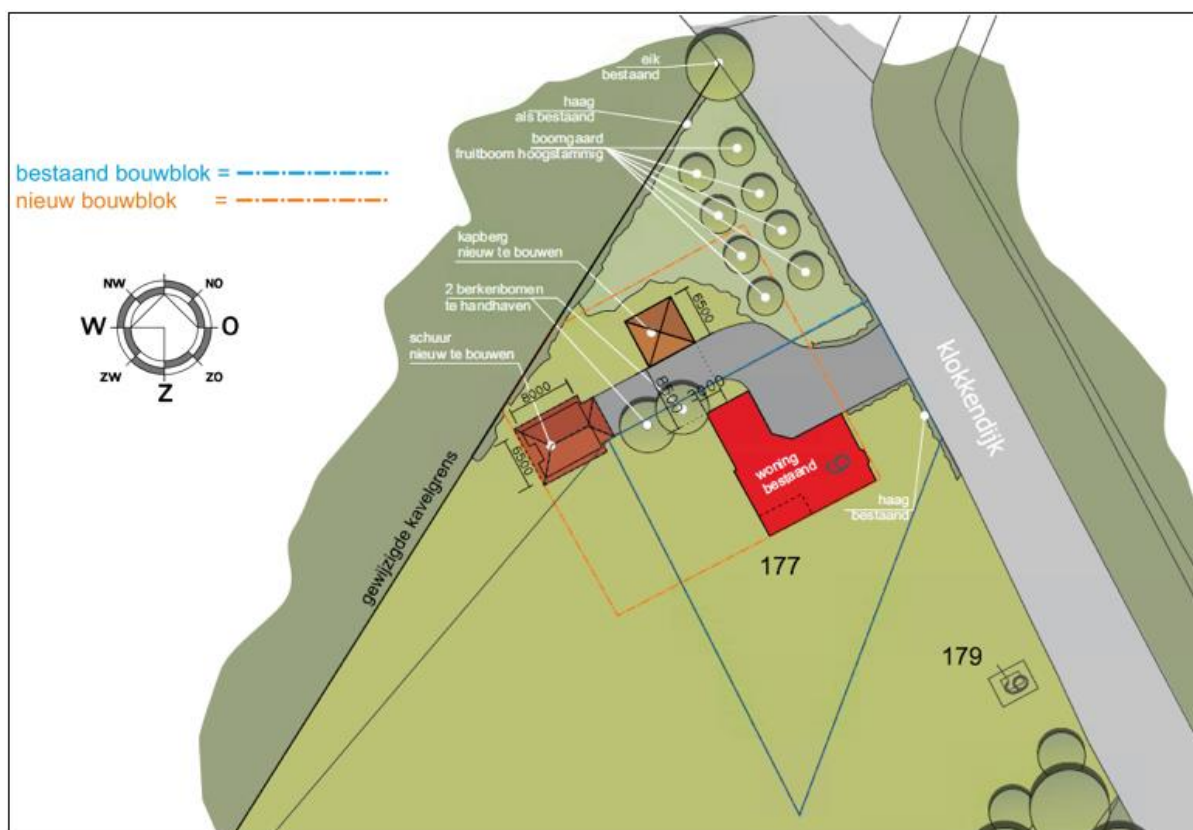 eik
bestaand
haag
als bestaand
boomgaard
fruitboom hoogstammig
bestaand bouwblok =
nieuw bouwblok =
kapberg
nieuw te bouwen
2 berkenbomen
te handhaven
schuur
nieuw te bouwen
NW
NO
W
O
ZW
ZO
Z
6500
8000
6500
8500
klokkendijk
woning
bestaand
9
haag
bestaand
gewijzigde kavelgrens
177
179